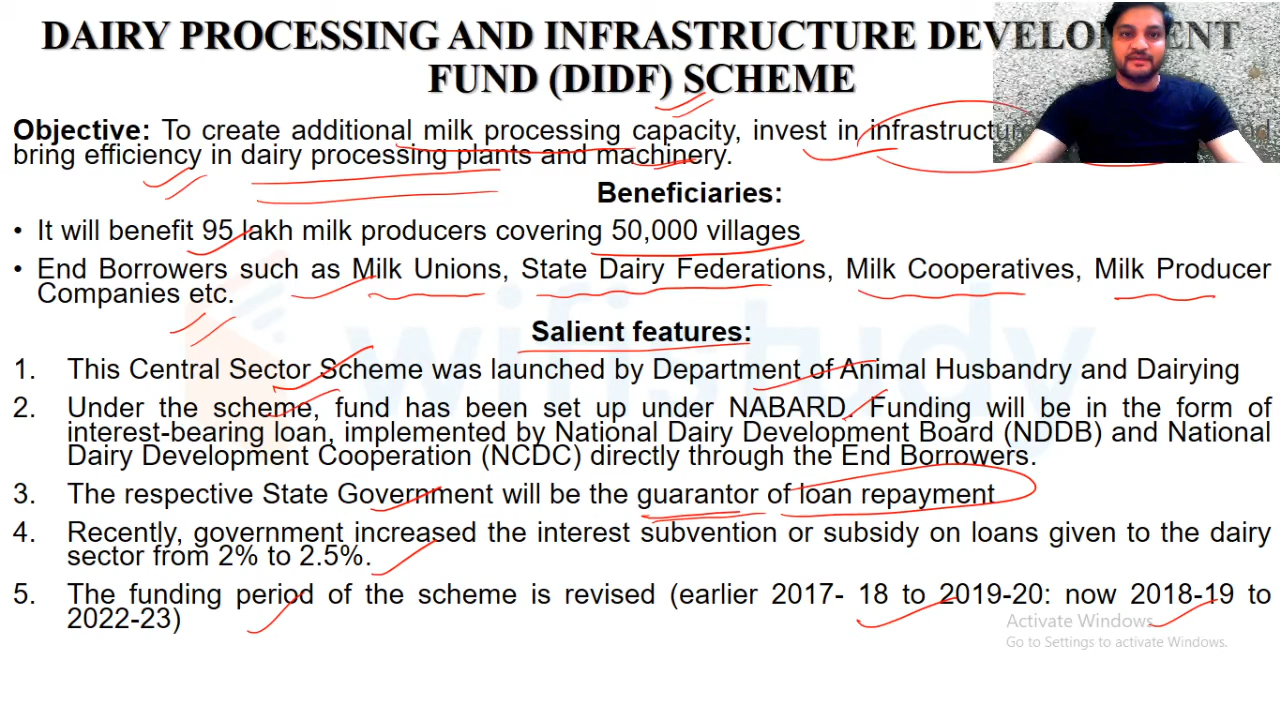 DAIRY PROCESSING AND INFRASTRUCTURE DEVELOPMENT
FUND (DIDF) SCHEME
Objective: To create additional milk processing capacity, invest in infrastructure
bring efficiency in dairy processing plants and machinery.
Beneficiaries:
• It will benefit 95 lakh milk producers covering 50,000 villages
• End Borrowers such as Milk Unions, State Dairy Federations, Milk Cooperatives, Milk Producer
Companies etc.
Salient features:
1. This Central Sector Scheme was launched by Department of Animal Husbandry and Dairying
2. Under the scheme, fund has been set up under NABARD. Funding will be in the form of
interest-bearing loan, implemented by National Dairy Development Board (NDDB) and National
Dairy Development Cooperation (NCDC) directly through the End Borrowers.
3. The respective State Government will be the guarantor of loan repayment
4. Recently, government increased the interest subvention or subsidy on loans given to the dairy
sector from 2% to 2.5%.
5. The funding period of the scheme is revised (earlier 2017- 18 to 2019-20: now 2018-19 to
2022-23)
wifistudy
Activate Windows
Go to Settings to activate Windows.